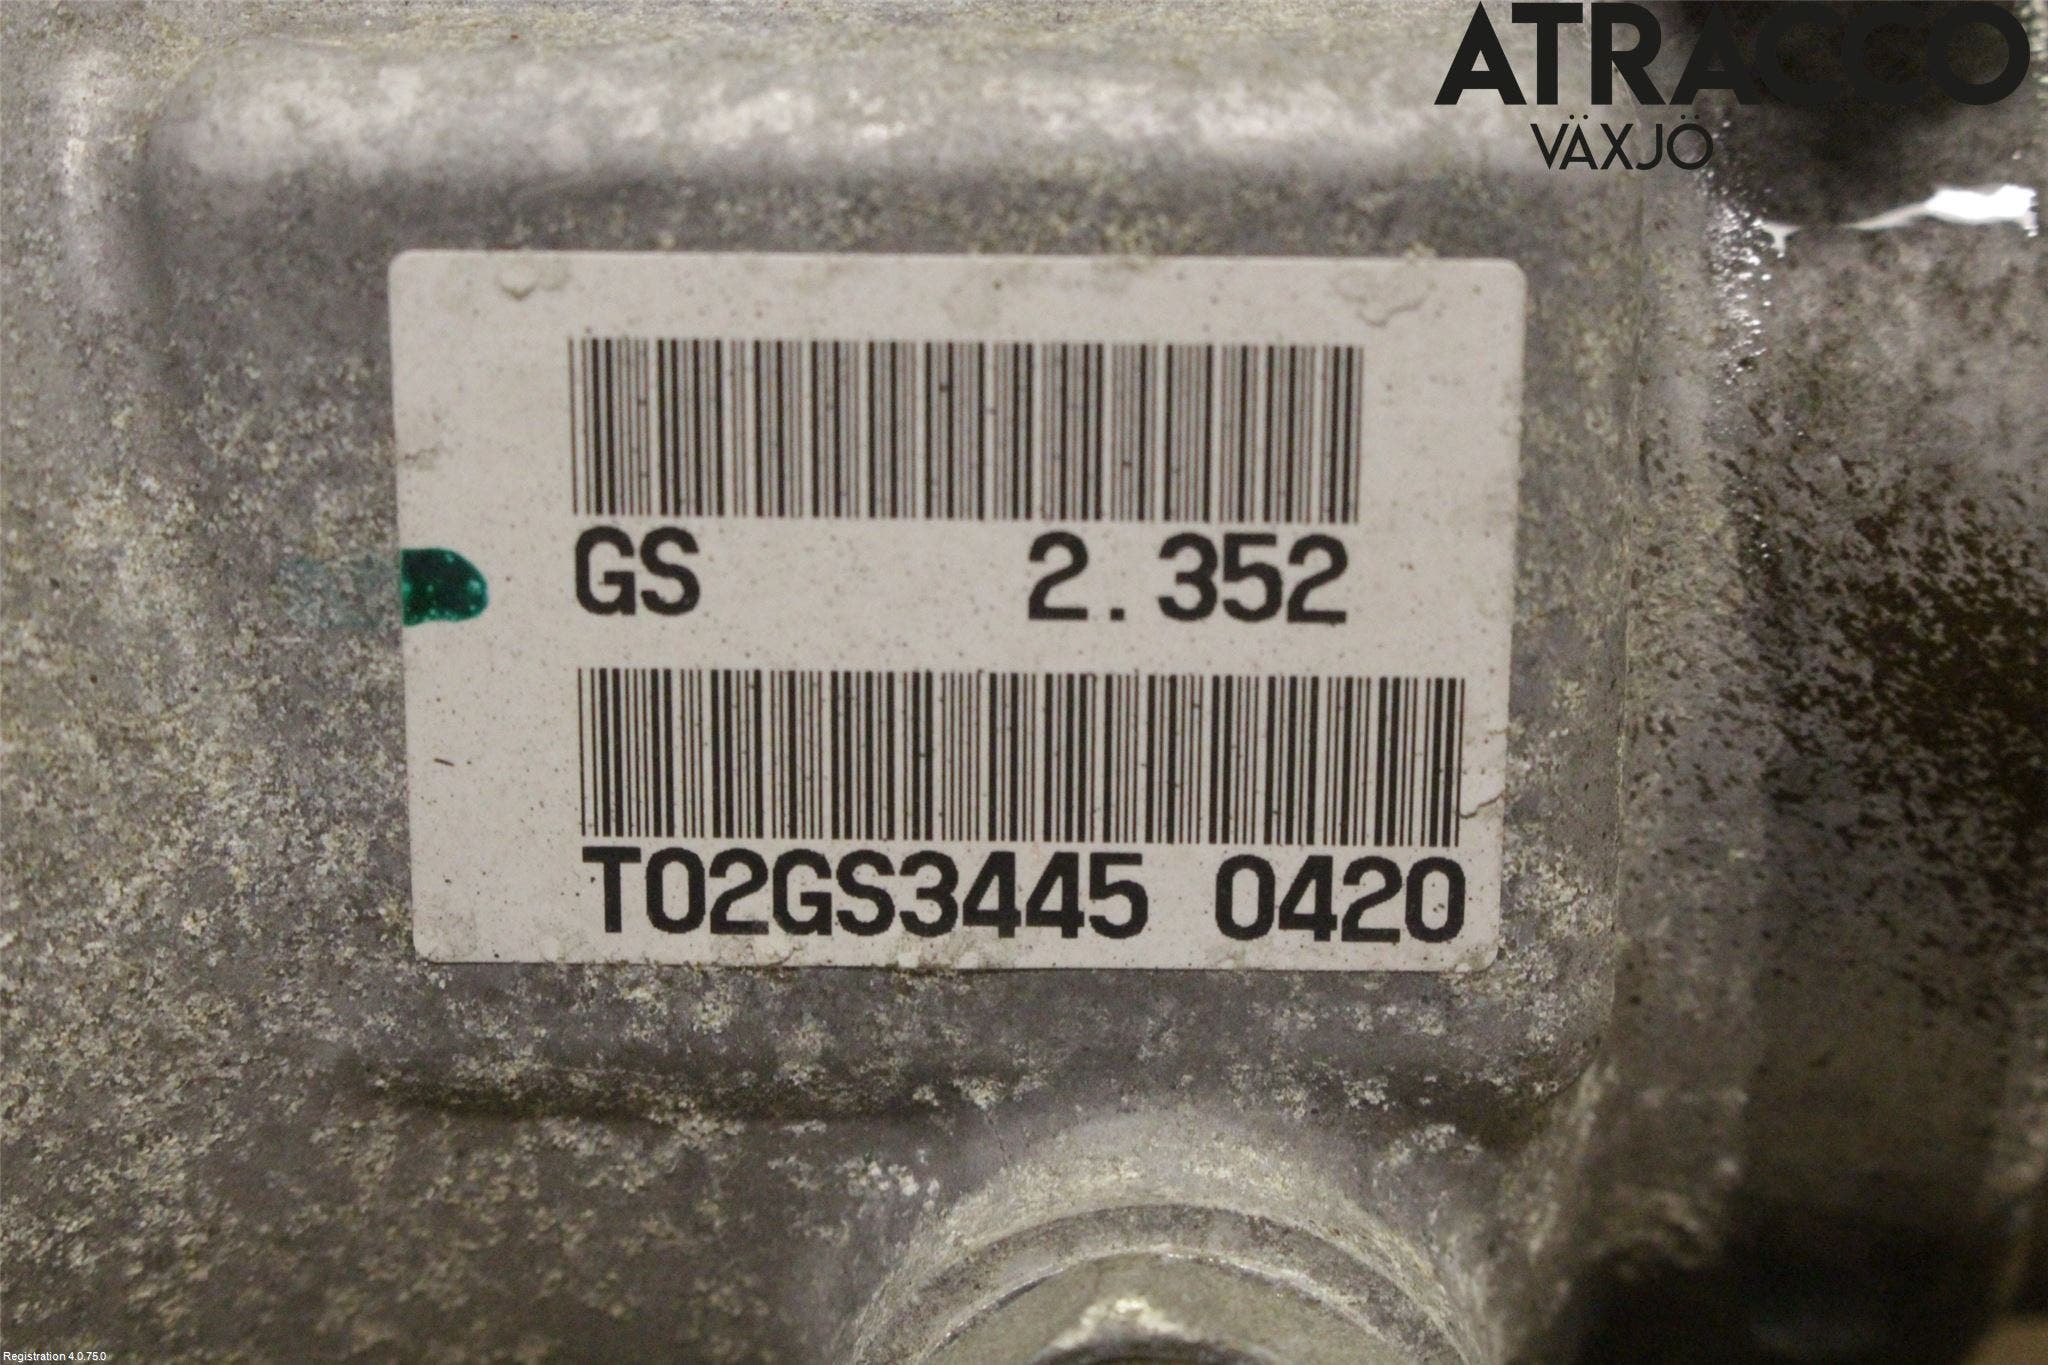 ATRACCO
VÄXJÖ
GS 2.352
T02GS3445 0420
Registration 4.0.75.0